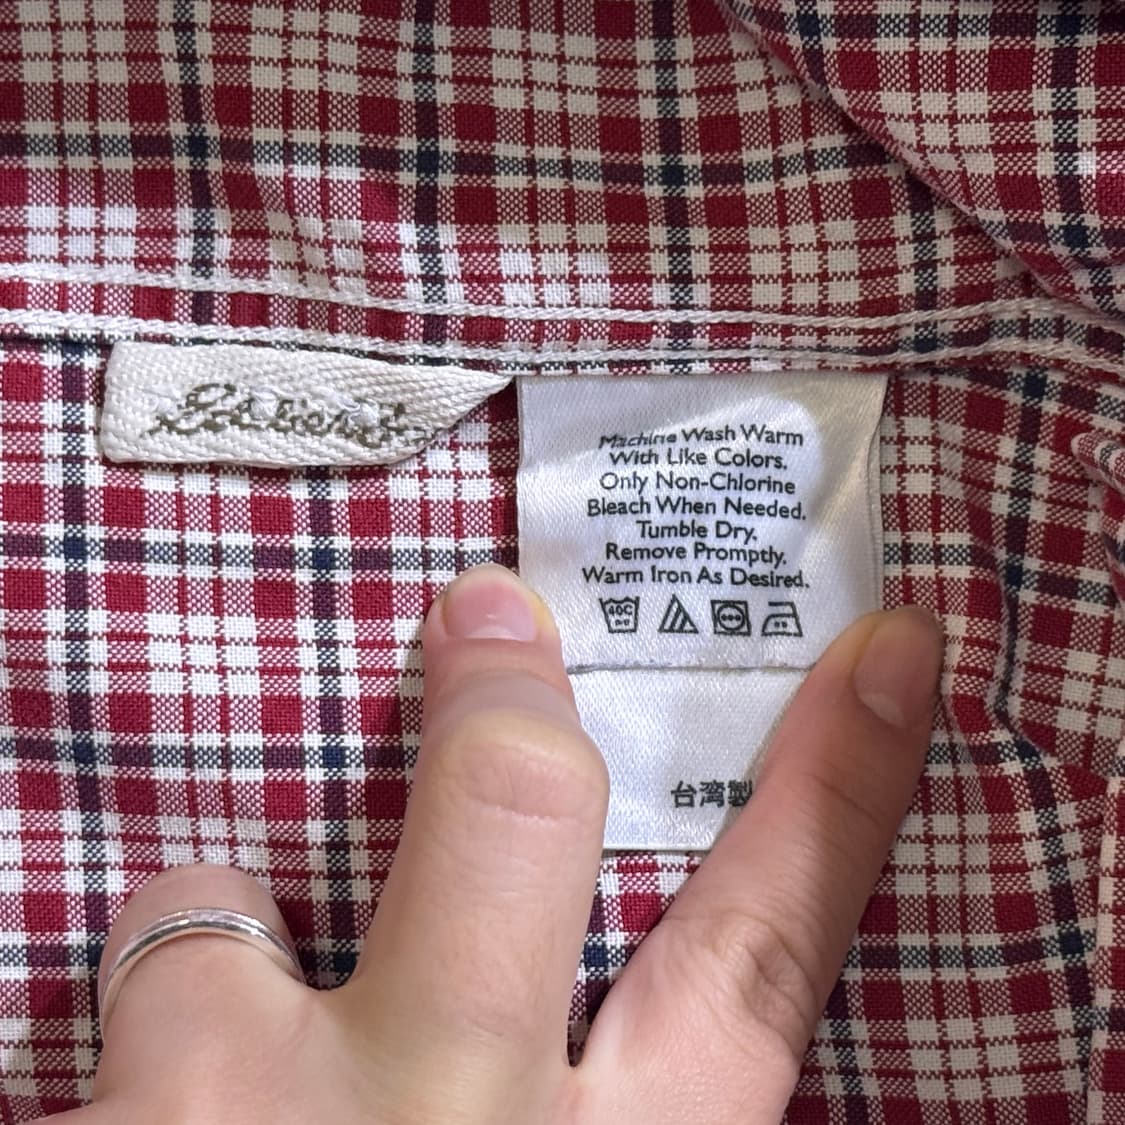 Machine Wash Warm
With Like Colors.
Only Non-Chlorine
Bleach When Needed.
Tumble Dry.
Remove Promptly.
Warm Iron As Desired.
40C
台湾製